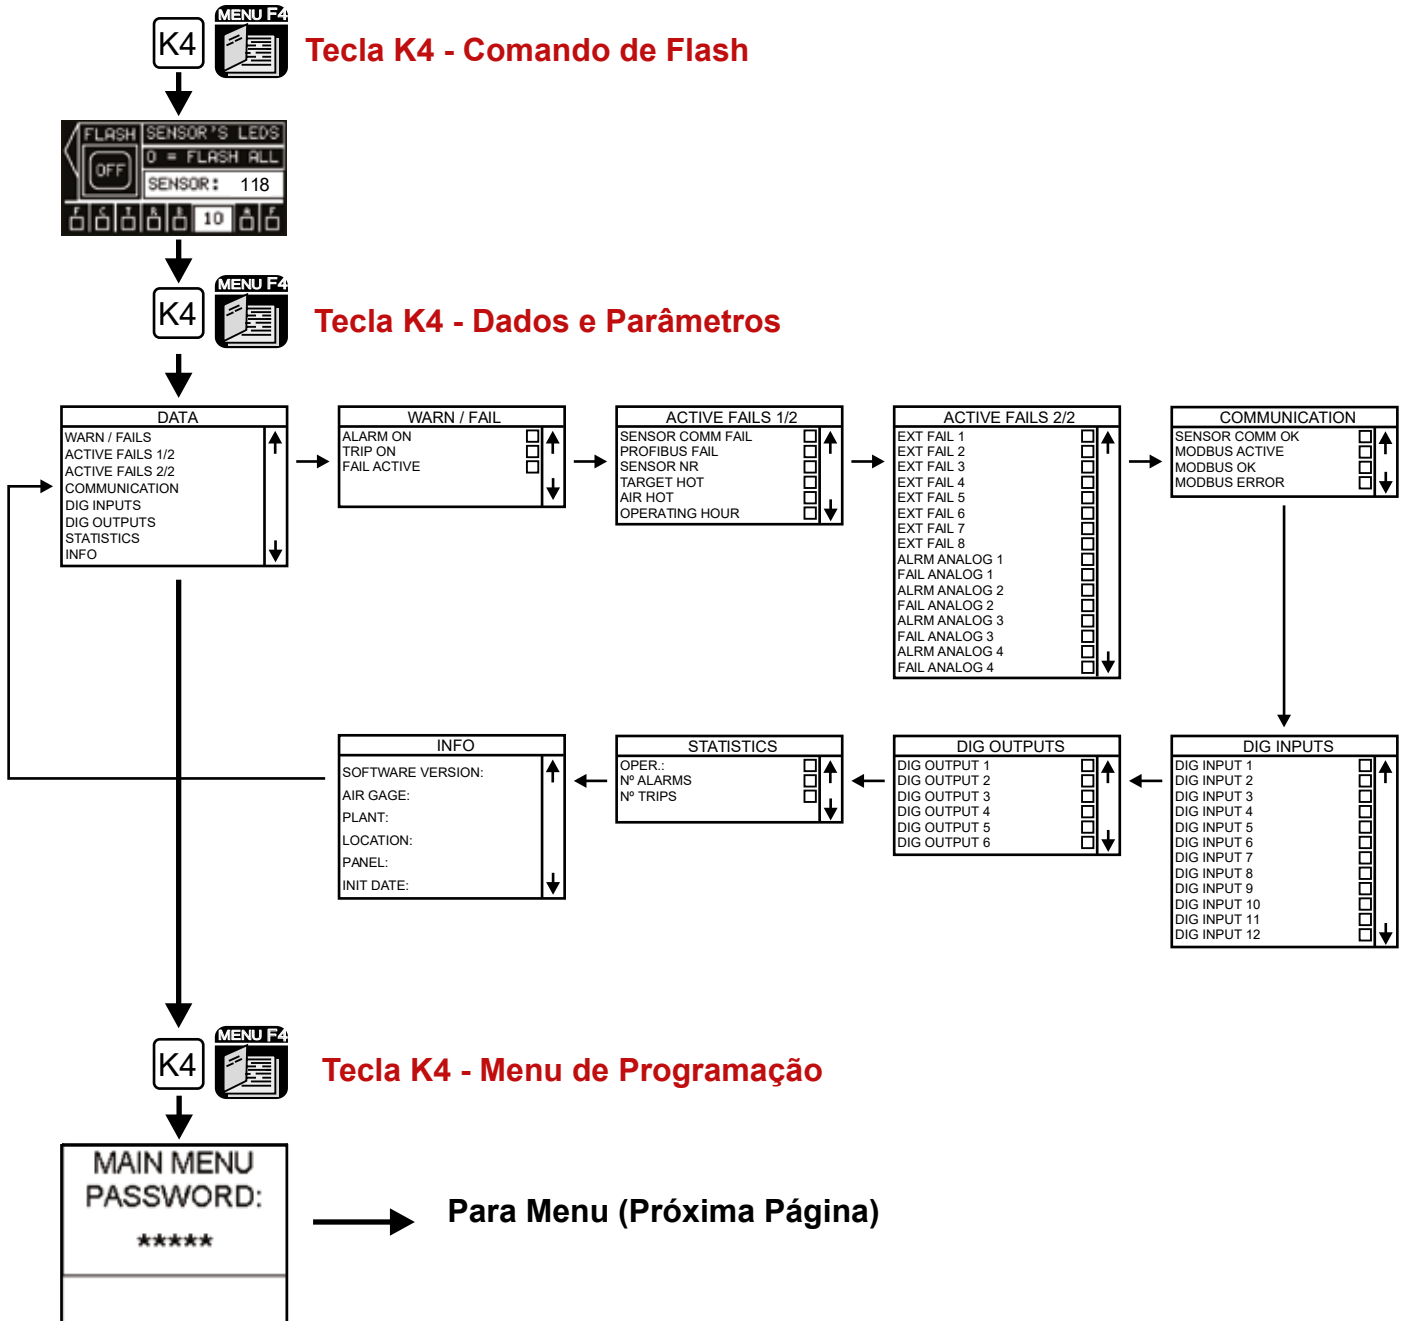 MENU F4
K4
Tecla K4 - Comando de Flash
FLASH
SENSOR'S LEDS
0 = FLASH ALL
OFF
SENSOR: 118
10
MENU F4
K4
Tecla K4 - Dados e Parâmetros
DATA
WARN / FAILS
ACTIVE FAILS 1/2
ACTIVE FAILS 2/2
COMMUNICATION
DIG INPUTS
DIG OUTPUTS
STATISTICS
INFO
WARN / FAIL
ALARM ON
TRIP ON
FAIL ACTIVE
ACTIVE FAILS 1/2
SENSOR COMM FAIL
PROFIBUS FAIL
SENSOR NR
TARGET HOT
AIR HOT
OPERATING HOUR
ACTIVE FAILS 2/2
EXT FAIL 1
EXT FAIL 2
EXT FAIL 3
EXT FAIL 4
EXT FAIL 5
EXT FAIL 6
EXT FAIL 7
EXT FAIL 8
ALRM ANALOG 1
FAIL ANALOG 1
ALRM ANALOG 2
FAIL ANALOG 2
ALRM ANALOG 3
FAIL ANALOG 3
ALRM ANALOG 4
FAIL ANALOG 4
COMMUNICATION
SENSOR COMM OK
MODBUS ACTIVE
MODBUS OK
MODBUS ERROR
INFO
SOFTWARE VERSION:
AIR GAGE:
PLANT:
LOCATION:
PANEL:
INIT DATE:
STATISTICS
OPER.:
Nº ALARMS
Nº TRIPS
DIG OUTPUTS
DIG OUTPUT 1
DIG OUTPUT 2
DIG OUTPUT 3
DIG OUTPUT 4
DIG OUTPUT 5
DIG OUTPUT 6
DIG INPUTS
DIG INPUT 1
DIG INPUT 2
DIG INPUT 3
DIG INPUT 4
DIG INPUT 5
DIG INPUT 6
DIG INPUT 7
DIG INPUT 8
DIG INPUT 9
DIG INPUT 10
DIG INPUT 11
DIG INPUT 12
MENU F4
K4
Tecla K4 - Menu de Programação
MAIN MENU
PASSWORD:
*****
Para Menu (Próxima Página)